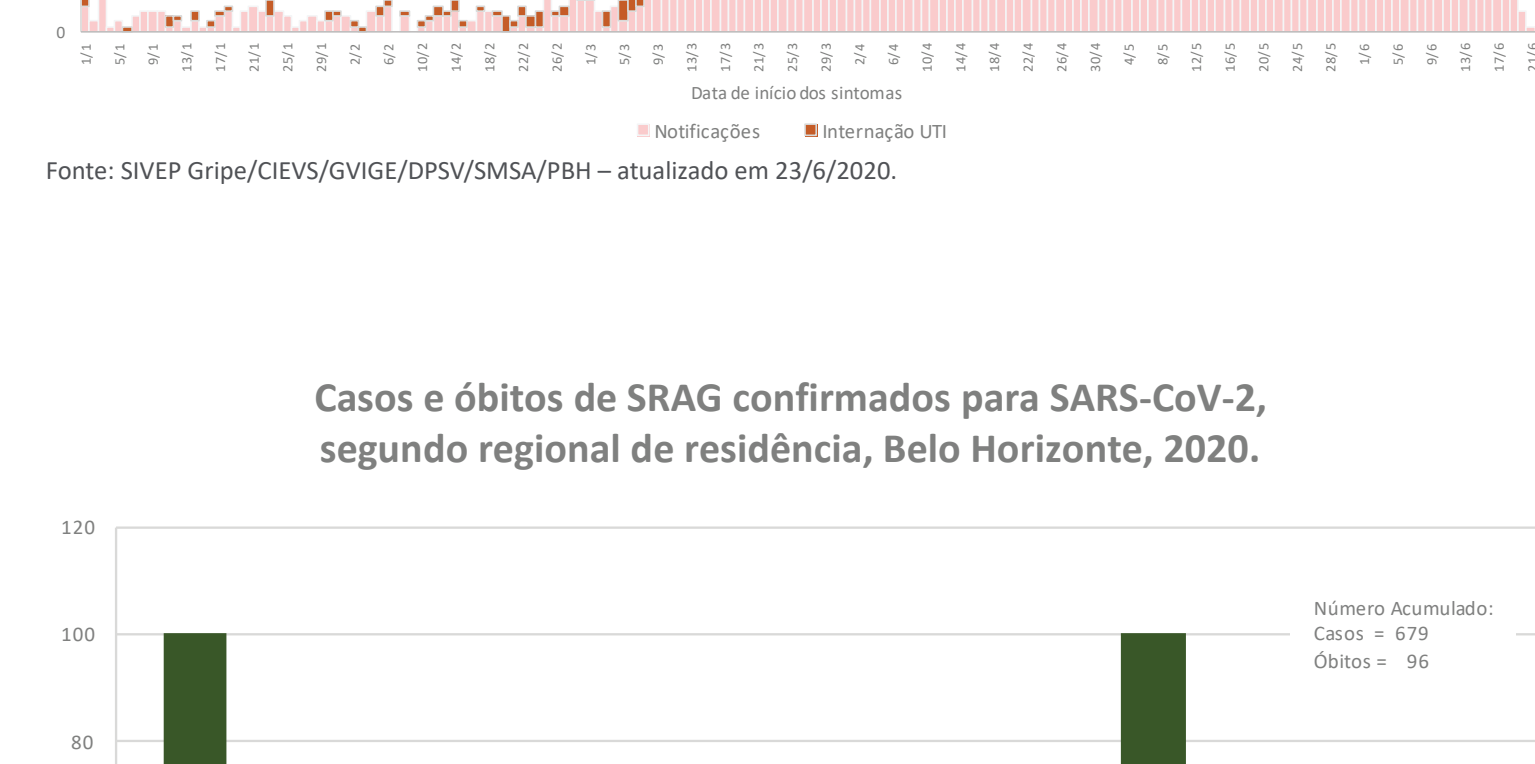 0
1/1 5/1 9/1 13/1 17/1 21/1 25/1 29/1 2/2 6/2 10/2 14/2 18/2 22/2 26/2 1/3 5/3 9/3 13/3 17/3 21/3 25/3 29/3 2/4 6/4 10/4 14/4 18/4 22/4 26/4 30/4 4/5 8/5 12/5 16/5 20/5 24/5 28/5 1/6 5/6 9/6 13/6 17/6 21/6
Data de início dos sintomas
Notificações Internação UTI
Fonte: SIVEP Gripe/CIEVS/GVIGE/DPSV/SMSA/PBH – atualizado em 23/6/2020.
Casos e óbitos de SRAG confirmados para SARS-CoV-2,
segundo regional de residência, Belo Horizonte, 2020.
120
Número Acumulado:
100
Casos = 679
Óbitos = 96
80